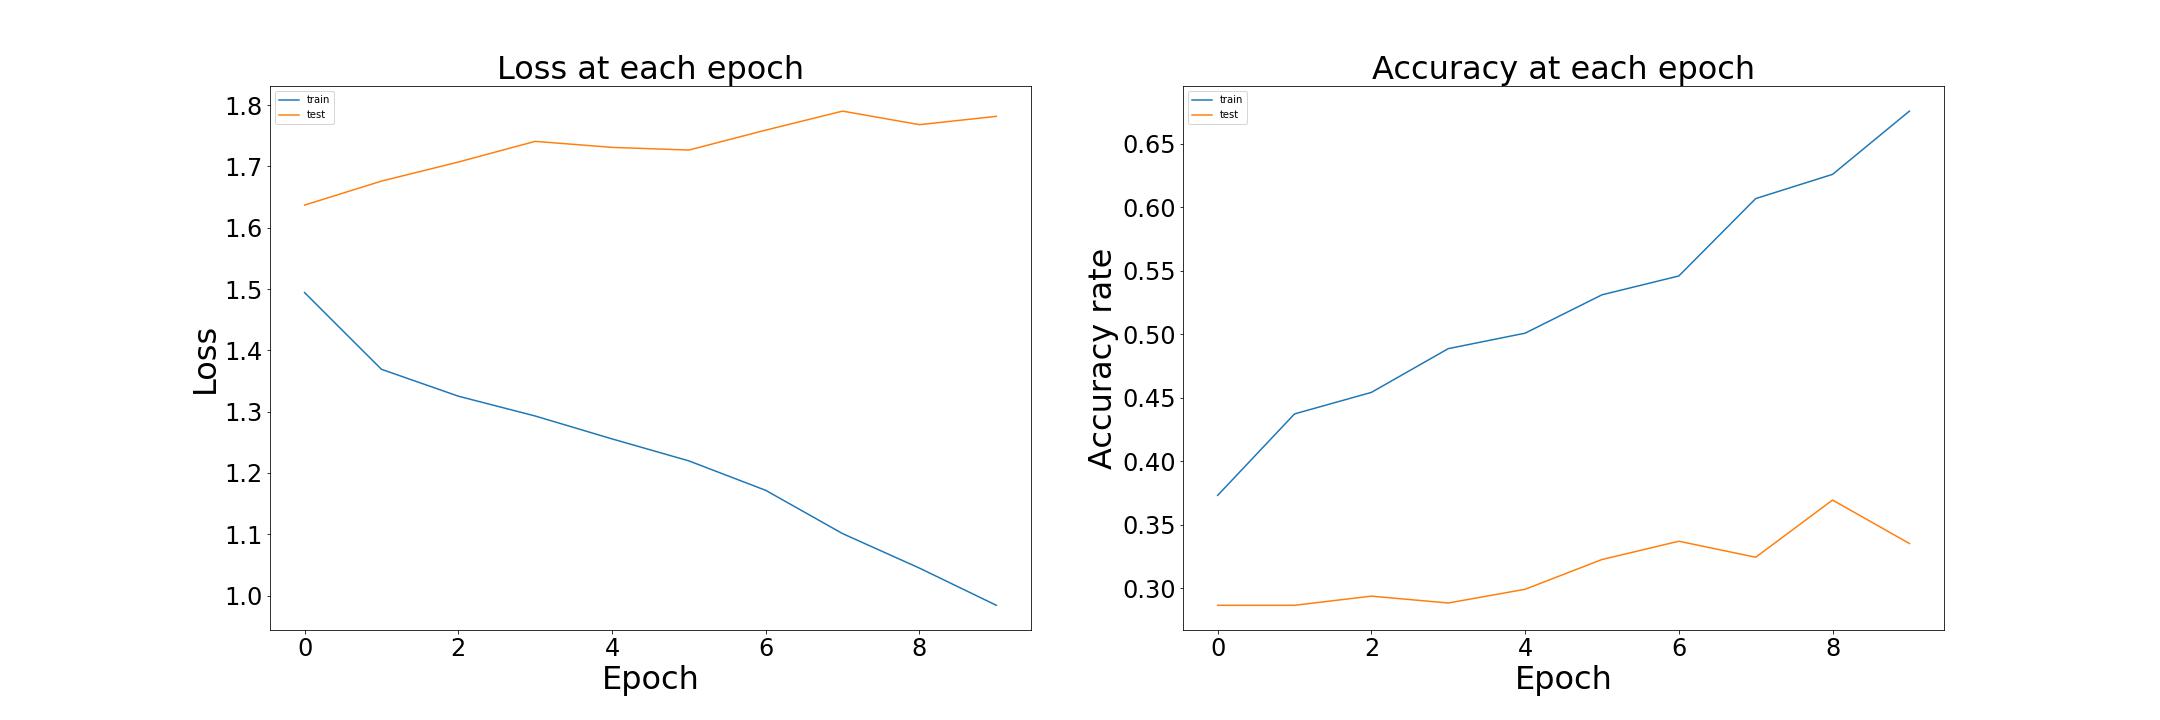 Loss at each epoch
train
test
1.8
1.7
1.6
1.5
1.4
1.3
1.2
1.1
1.0
Loss
0 2 4 6 8
Epoch
Accuracy at each epoch
train
test
0.65
0.60
0.55
0.50
0.45
0.40
0.35
0.30
Accuracy rate
0 2 4 6 8
Epoch